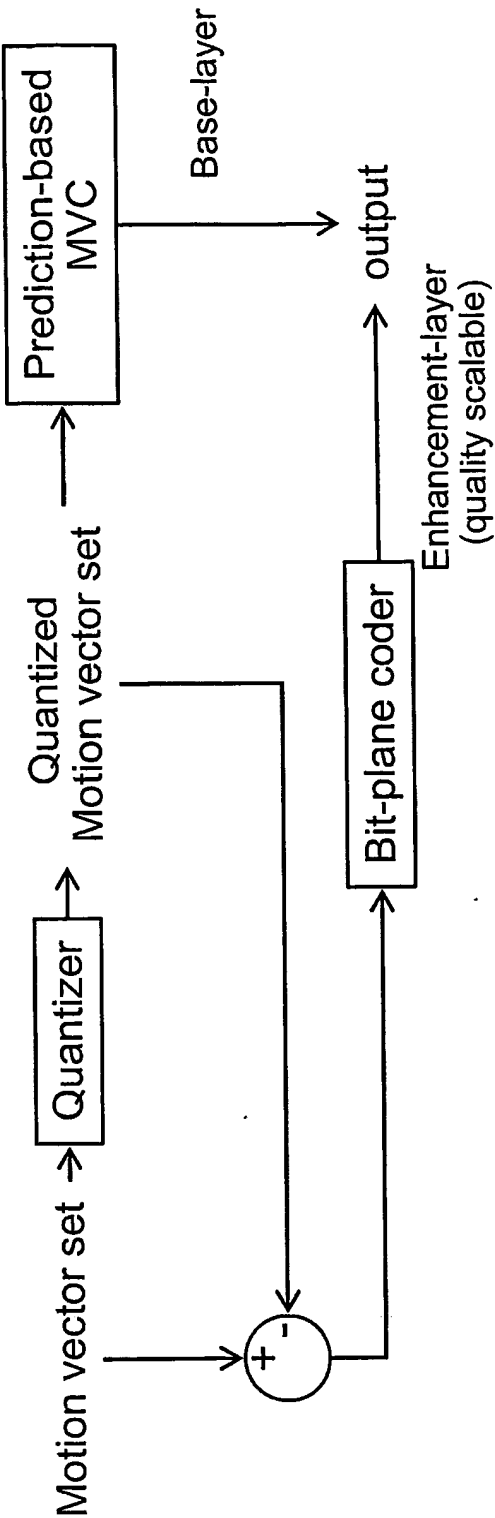 Motion vector set
Quantizer
Quantized
Motion vector set
Prediction-based
MVC
Base-layer
+
-
Bit-plane coder
output
Enhancement-layer
(quality scalable)